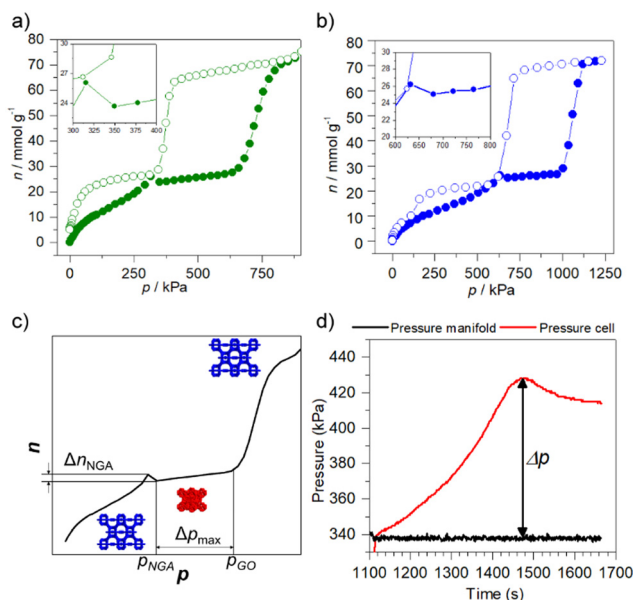 a)
n / mmol g⁻¹
80
70
60
50
40
30
20
10
0
30
27
24
300 325 350 375 400
0 250 500 750
p / kPa
b)
n / mmol g⁻¹
80
70
60
50
40
30
20
10
0
30
28
26
24
600 650 700 750 800
0 250 500 750 1000 1250
p / kPa
c)
n
Δn_NGA
Δp_max
p_NGA p_GO
p
d)
Pressure manifold Pressure cell
Pressure (kPa)
440
420
400
380
360
340
Δp
1100 1200 1300 1400 1500 1600 1700
Time (s)